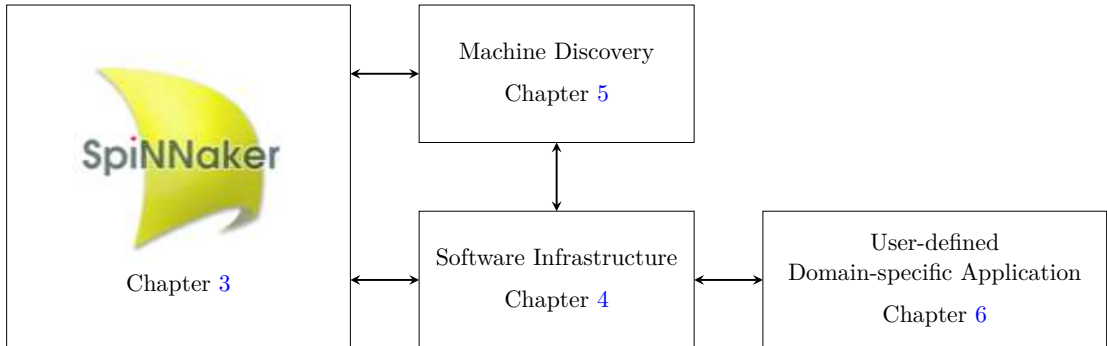 SpiNNaker
Chapter 3
Machine Discovery
Chapter 5
Software Infrastructure
Chapter 4
User-defined
Domain-specific Application
Chapter 6